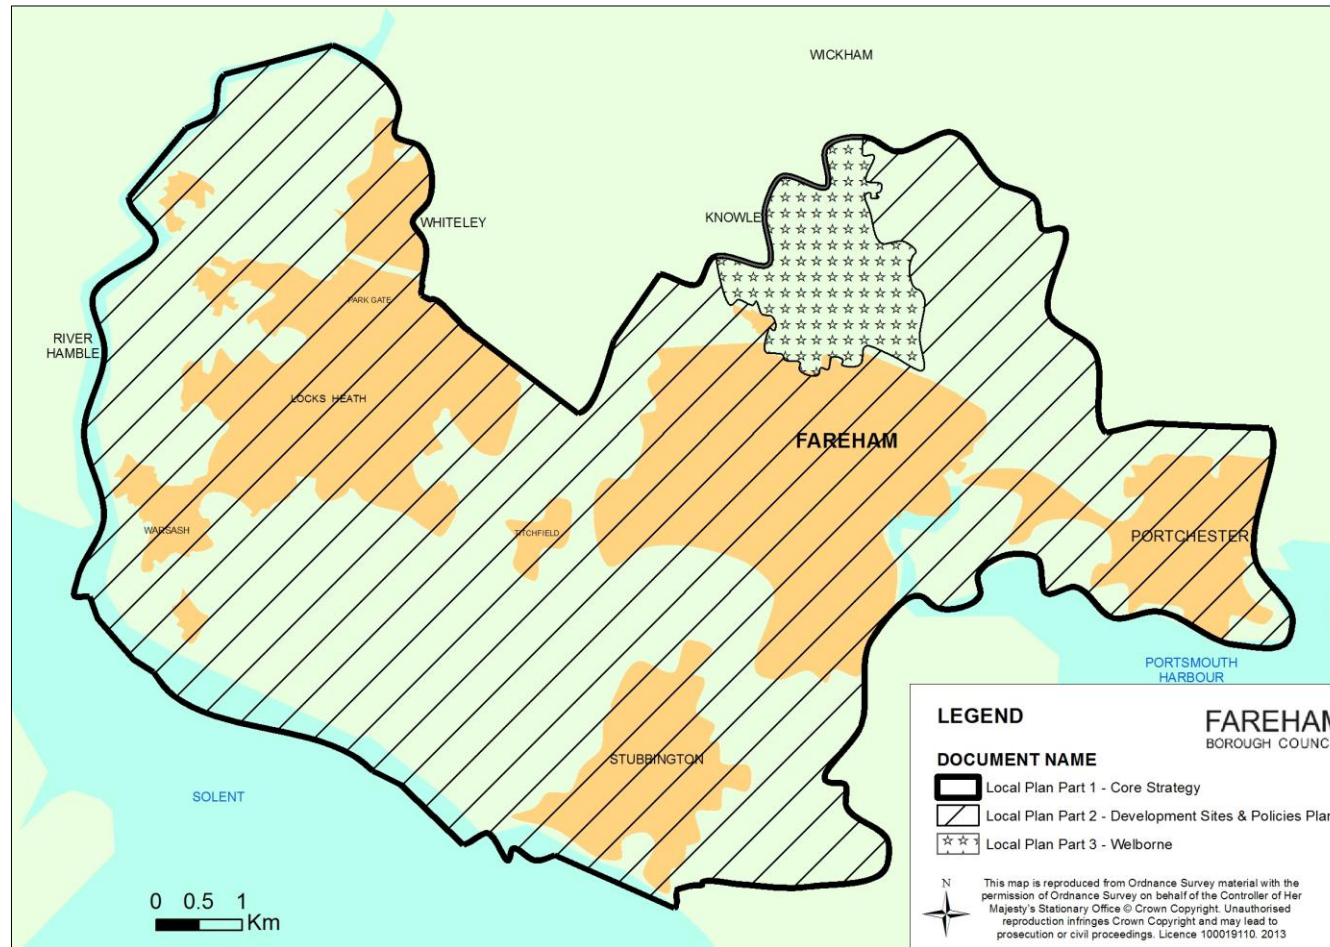 WICKHAM
KNOWLE
WHITELEY
PARK GATE
RIVER
HAMBLE
LOCKS HEATH
FAREHAM
WARSASH
TITCHFIELD
PORTCHESTER
PORTSMOUTH
HARBOUR
STUBBINGTON
SOLENT
0 0.5 1
Km
LEGEND
FAREHAM
BOROUGH COUNC
DOCUMENT NAME
Local Plan Part 1 - Core Strategy
Local Plan Part 2 - Development Sites & Policies Plan
Local Plan Part 3 - Welborne
N
This map is reproduced from Ordnance Survey material with the
permission of Ordnance Survey on behalf of the Controller of Her
Majesty's Stationary Office © Crown Copyright. Unauthorised
reproduction infringes Crown Copyright and may lead to
prosecution or civil proceedings. Licence 100019110. 2013